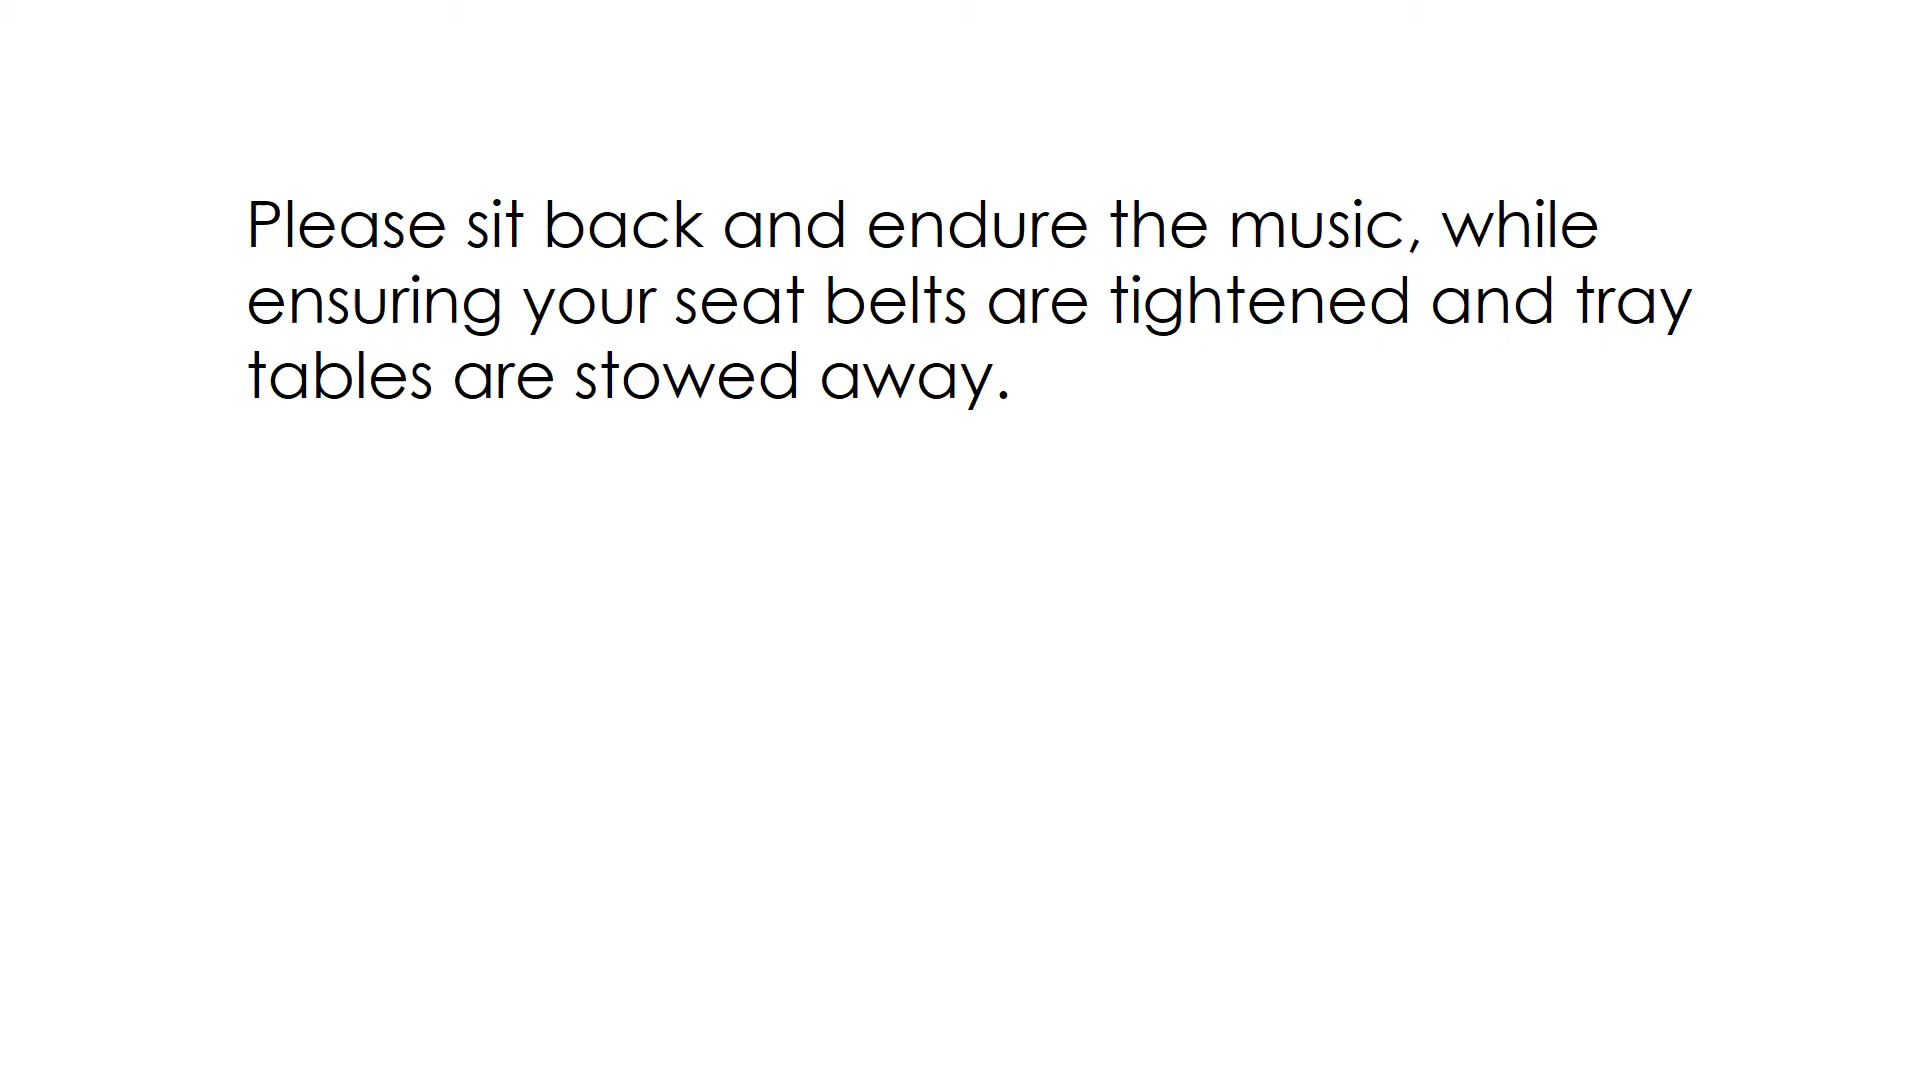 Please sit back and endure the music, while
ensuring your seat belts are tightened and tray
tables are stowed away.